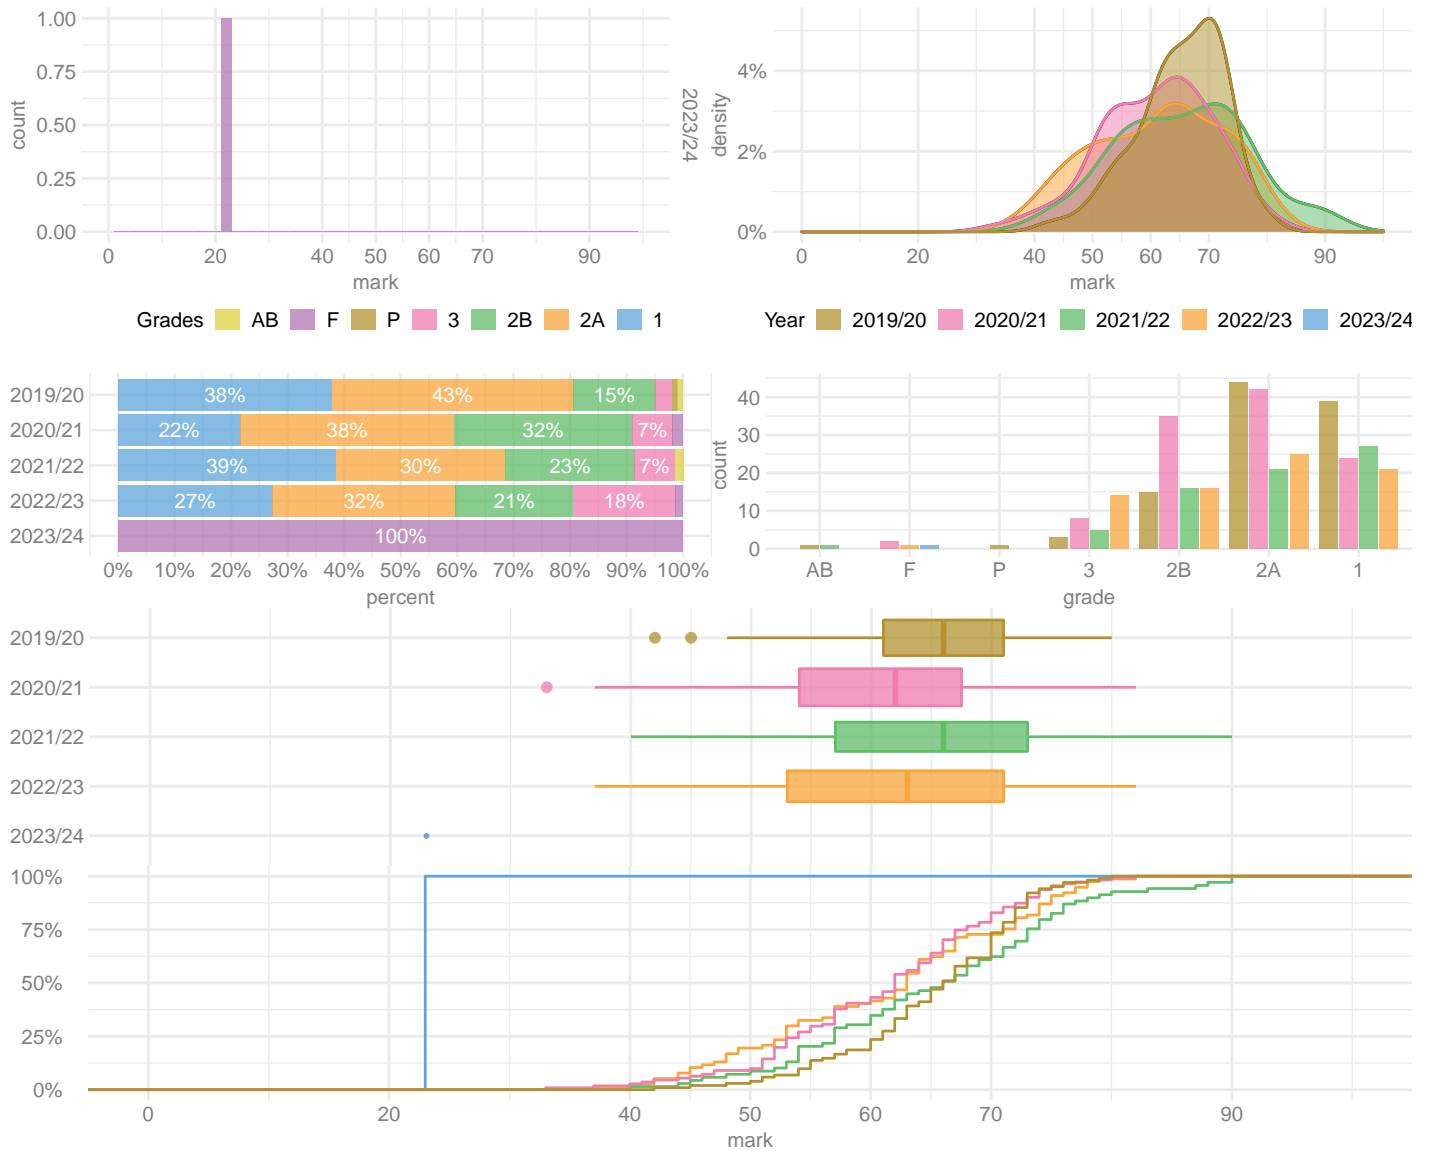 1.00
0.75
0.50
0.25
0.00
count
0 20 40 50 60 70 90
mark
2023/24
4%
2%
0%
density
0 20 40 50 60 70 90
mark
Grades AB F P 3 2B 2A 1
Year 2019/20 2020/21 2021/22 2022/23 2023/24
2019/20 38% 43% 15%
2020/21 22% 38% 32% 7%
2021/22 39% 30% 23% 7%
2022/23 27% 32% 21% 18%
2023/24 100%
0% 10% 20% 30% 40% 50% 60% 70% 80% 90% 100%
percent
40
30
20
10
0
count
AB F P 3 2B 2A 1
grade
2019/20
2020/21
2021/22
2022/23
2023/24
100%
75%
50%
25%
0%
0 20 40 50 60 70 90
mark